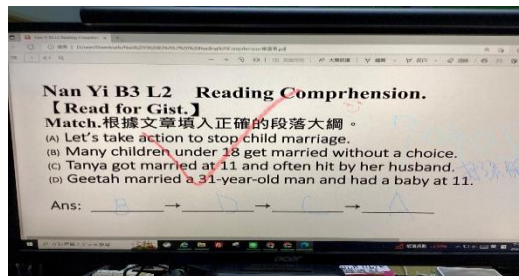 Nan Yi B3 L2 Reading Comprhension.
【Read for Gist.】
Match.根據文章填入正確的段落大綱。
(A) Let's take action to stop child marriage.
(B) Many children under 18 get married without a choice.
(C) Tanya got married at 11 and often hit by her husband.
(D) Geetah married a 31-year-old man and had a baby at 11.
Ans: B → D → C → A
acer